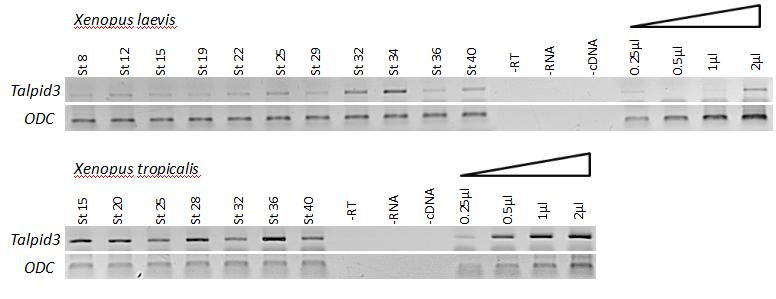 Xenopus laevis
St 8 St 12 St 15 St 19 St 22 St 25 St 29 St 32 St 34 St 36 St 40 -RT -RNA -cDNA 0.25µl 0.5µl 1µl 2µl
Talpid3
ODC
Xenopus tropicalis
St 15 St 20 St 25 St 28 St 32 St 36 St 40 -RT -RNA -cDNA 0.25µl 0.5µl 1µl 2µl
Talpid3
ODC